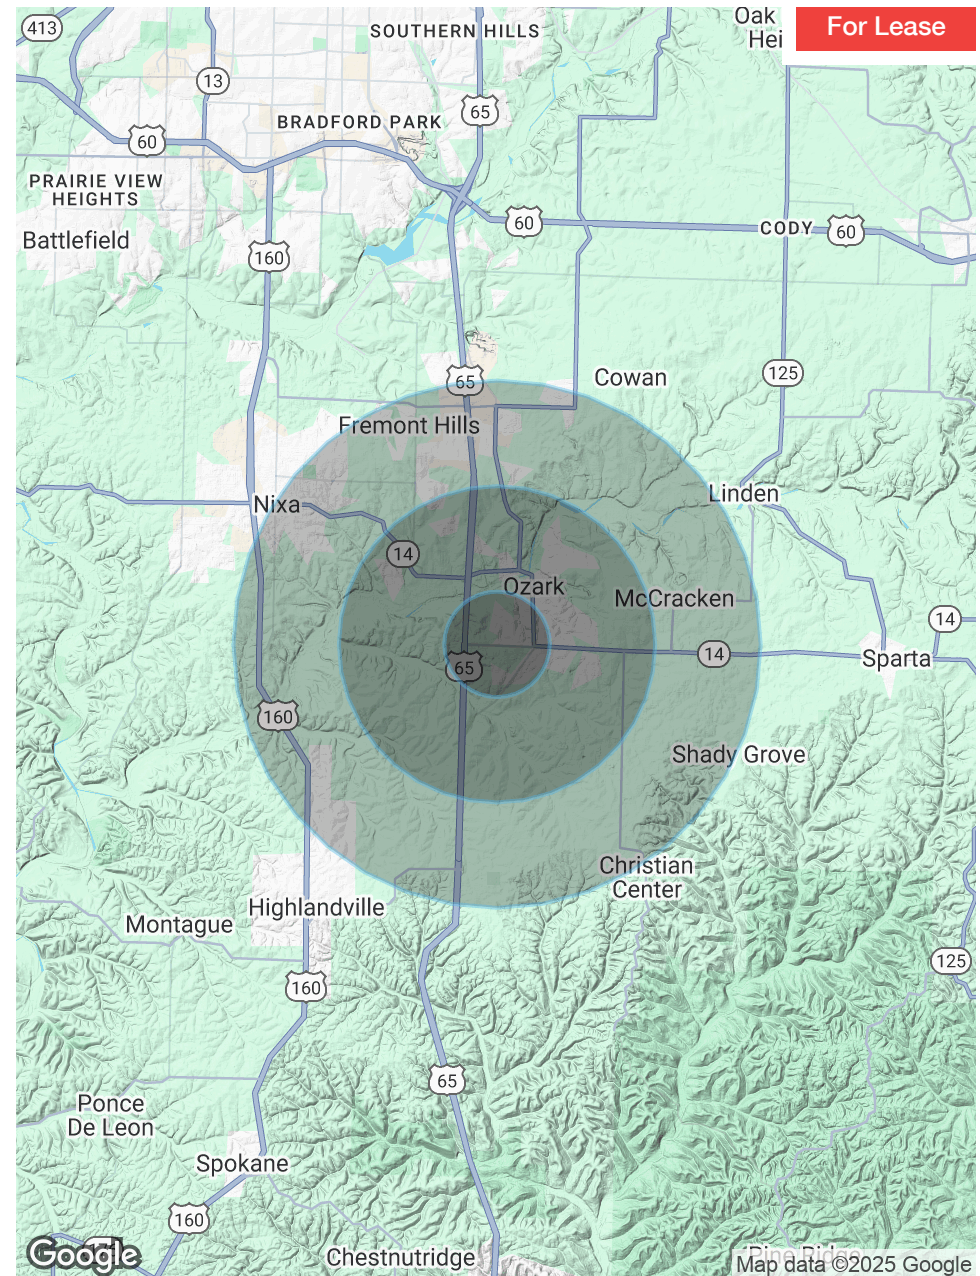 413
SOUTHERN HILLS
Oak
Hei
For Lease
13
65
BRADFORD PARK
60
PRAIRIE VIEW
HEIGHTS
Battlefield
60
CODY
60
160
125
Cowan
65
Fremont Hills
Linden
Nixa
14
Ozark
McCracken
14
65
14
Sparta
160
Shady Grove
Christian
Center
Highlandville
Montague
125
160
65
Ponce
De Leon
Spokane
160
Google
Chestnutridge
Pine Ridge
Map data ©2025 Google